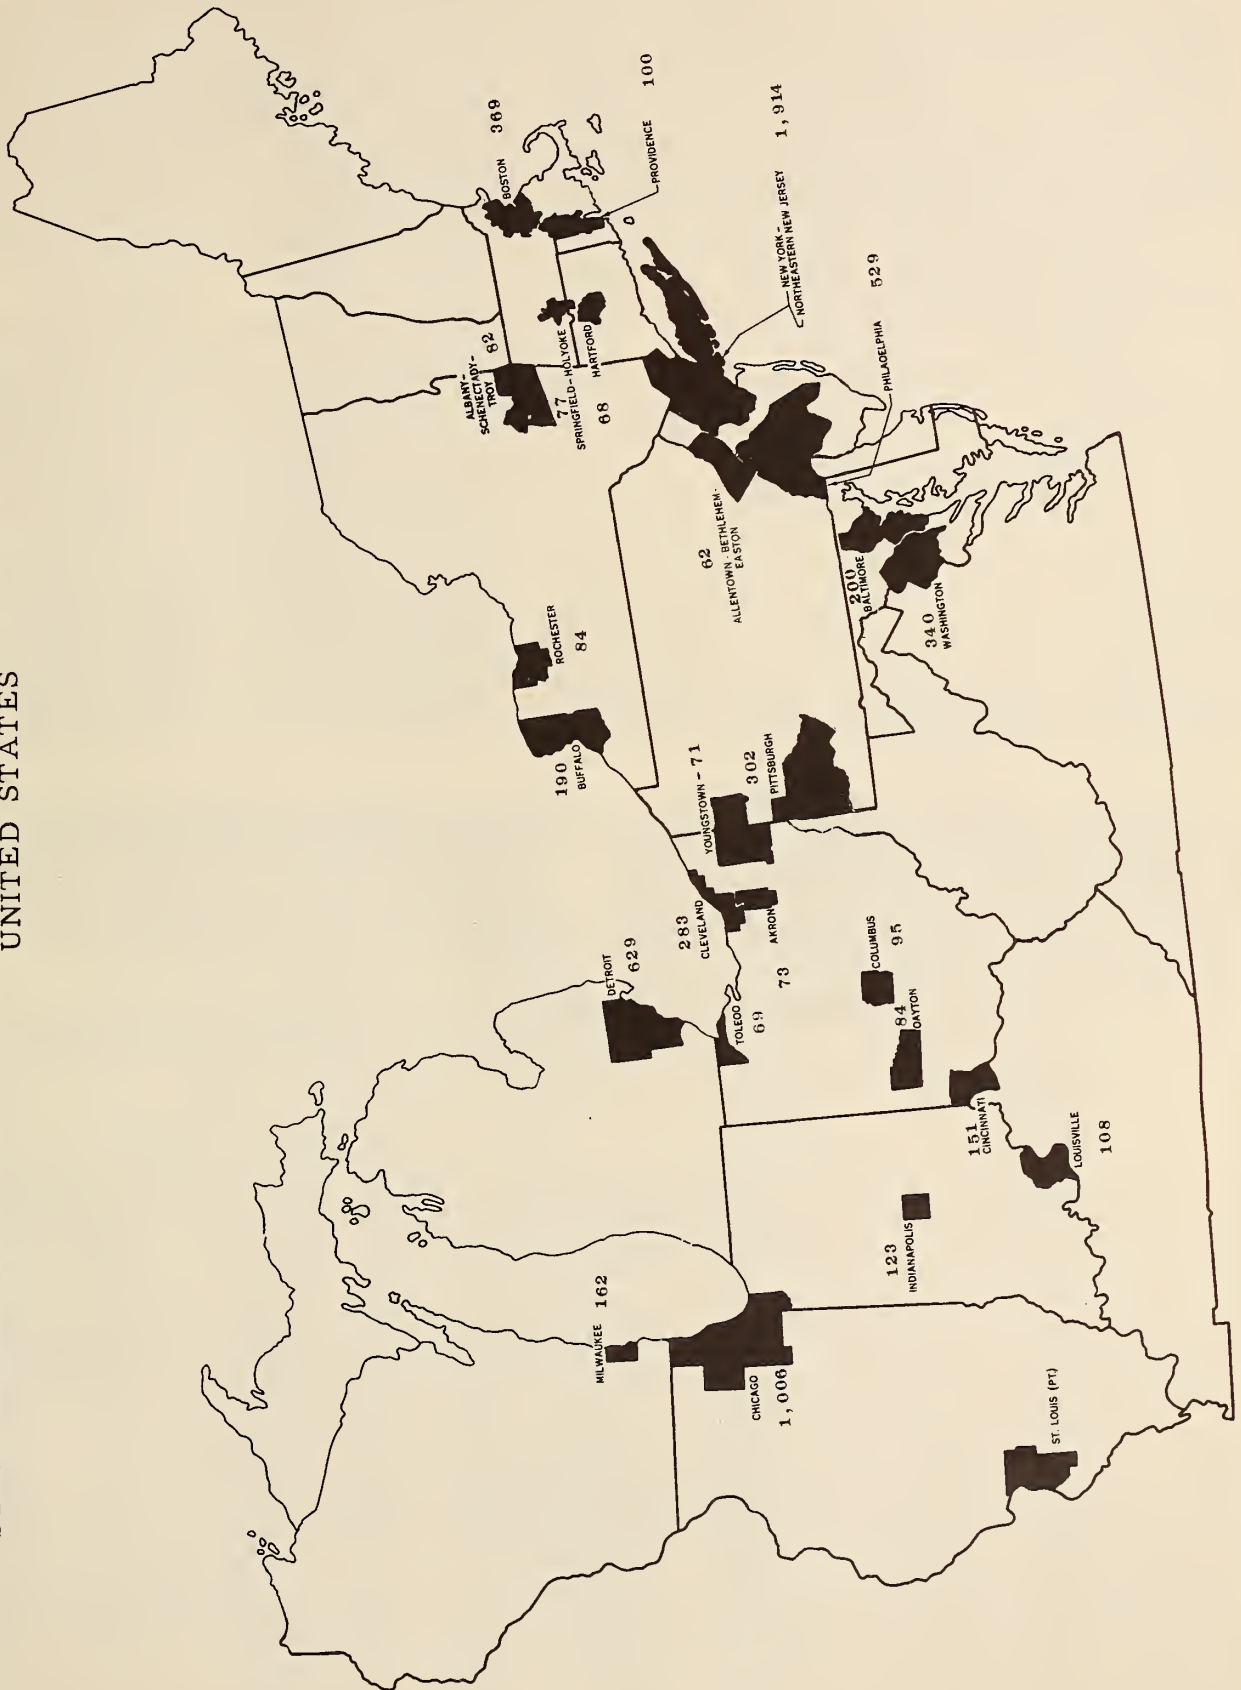 UNITED STATES
MILWAUKEE 162
CHICAGO
1,006
ST. LOUIS (PT)
123
INDIANAPOLIS
LOUISVILLE
108
151
CINCINNATI
84
DAYTON
COLUMBUS
95
DETROIT
629
TOLEDO
69
283
CLEVELAND
AKRON
73
YOUNGSTOWN - 71
302
PITTSBURGH
190
BUFFALO
ROCHESTER
84
62
ALLENTOWN - BETHLEHEM -
EASTON
200
BALTIMORE
340
WASHINGTON
ALBANY-
SCHENECTADY-
TROY
82
77
SPRINGFIELD-HOLYOKE
68
HARTFORD
BOSTON 369
PROVIDENCE 100
NEW YORK -
NORTHEASTERN NEW JERSEY 1,914
PHILADELPHIA 529